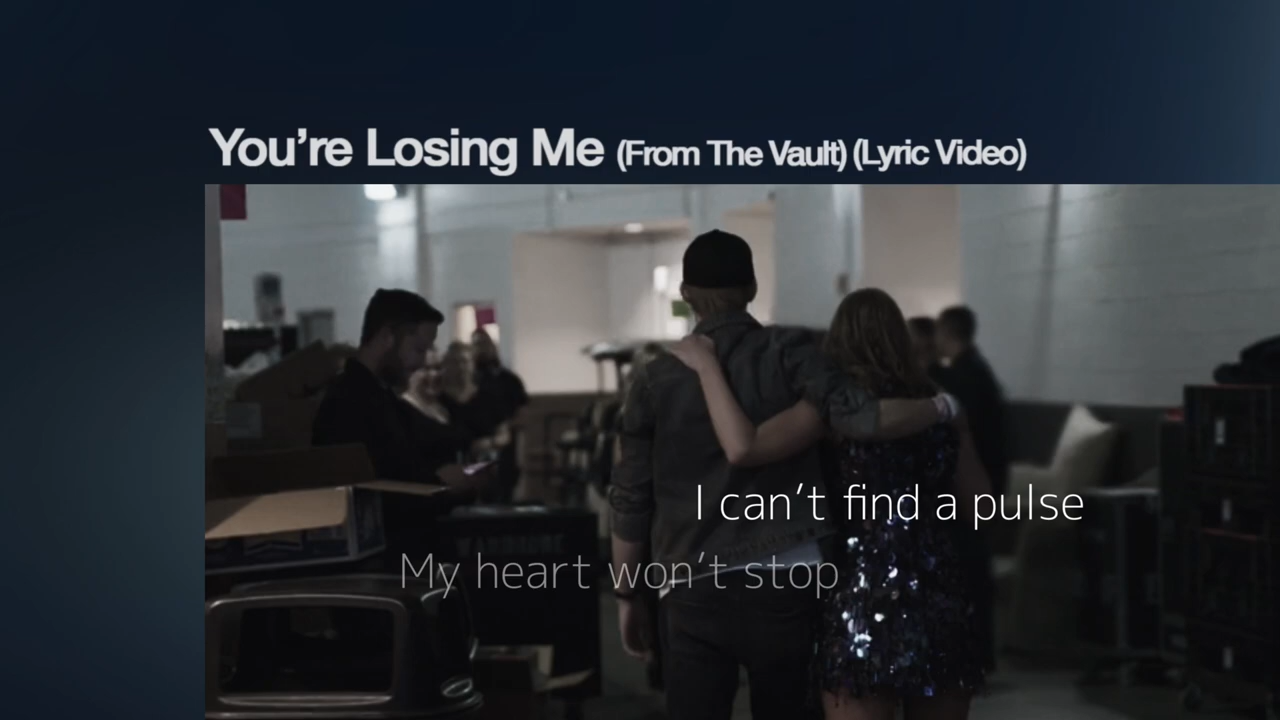 You’re Losing Me (From The Vault) (Lyric Video)
I can’t find a pulse
My heart won’t stop